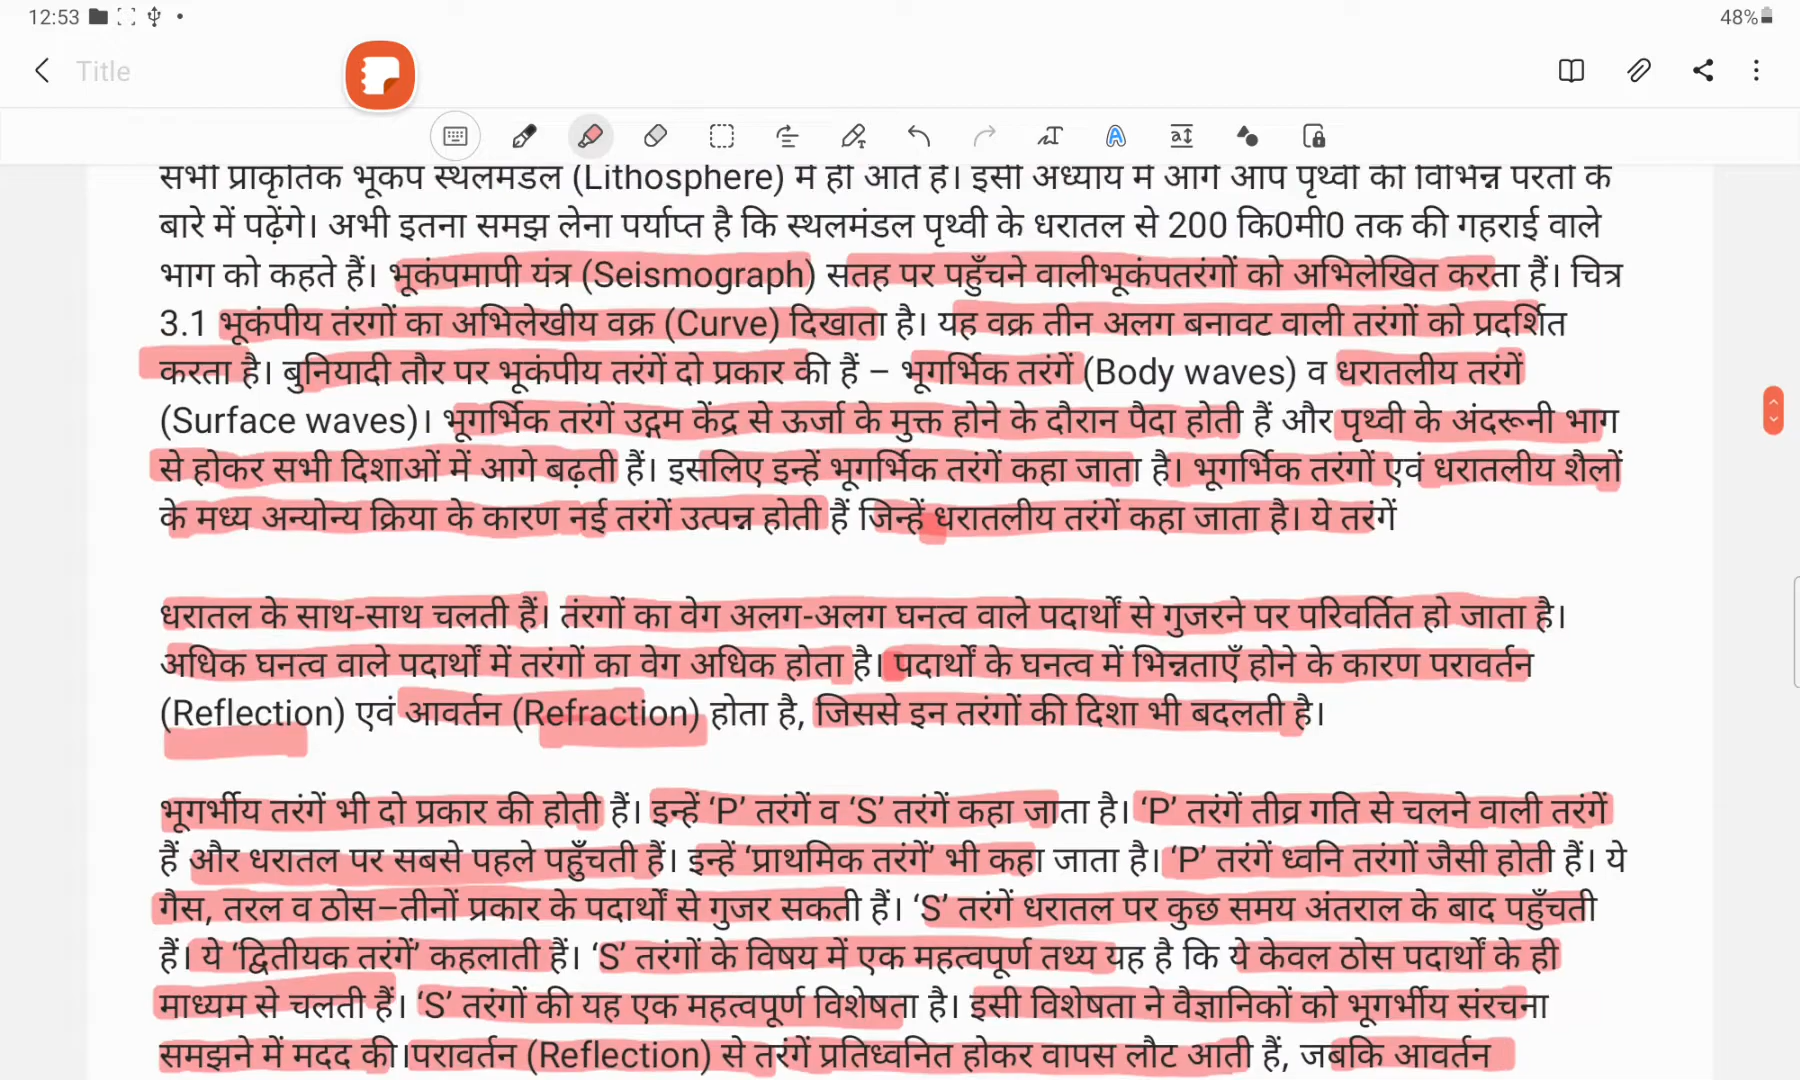 12:53
48%
Title
सभी प्राकृतिक भूकंप स्थलमंडल (Lithosphere) में ही आते हैं। इसी अध्याय में आगे आप पृथ्वी की विभिन्न परतों के
बारे में पढ़ेंगे। अभी इतना समझ लेना पर्याप्त है कि स्थलमंडल पृथ्वी के धरातल से 200 कि0मी0 तक की गहराई वाले
भाग को कहते हैं। भूकंपमापी यंत्र (Seismograph) सतह पर पहुँचने वालीभूकंपतरंगों को अभिलेखित करता हैं। चित्र
3.1 भूकंपीय तंरगों का अभिलेखीय वक्र (Curve) दिखाता है। यह वक्र तीन अलग बनावट वाली तरंगों को प्रदर्शित
करता है। बुनियादी तौर पर भूकंपीय तरंगें दो प्रकार की हैं – भूगर्भिक तरंगें (Body waves) व धरातलीय तरंगें
(Surface waves)। भूगर्भिक तरंगें उद्गम केंद्र से ऊर्जा के मुक्त होने के दौरान पैदा होती हैं और पृथ्वी के अंदरूनी भाग
से होकर सभी दिशाओं में आगे बढ़ती हैं। इसलिए इन्हें भूगर्भिक तरंगें कहा जाता है। भूगर्भिक तरंगों एवं धरातलीय शैलों
के मध्य अन्योन्य क्रिया के कारण नई तरंगें उत्पन्न होती हैं जिन्हें धरातलीय तरंगें कहा जाता है। ये तरंगें
धरातल के साथ-साथ चलती हैं। तंरगों का वेग अलग-अलग घनत्व वाले पदार्थों से गुजरने पर परिवर्तित हो जाता है।
अधिक घनत्व वाले पदार्थों में तरंगों का वेग अधिक होता है। पदार्थों के घनत्व में भिन्नताएँ होने के कारण परावर्तन
(Reflection) एवं आवर्तन (Refraction) होता है, जिससे इन तरंगों की दिशा भी बदलती है।
भूगर्भीय तरंगें भी दो प्रकार की होती हैं। इन्हें ‘P’ तरंगें व ‘S’ तरंगें कहा जाता है। ‘P’ तरंगें तीव्र गति से चलने वाली तरंगें
हैं और धरातल पर सबसे पहले पहुँचती हैं। इन्हें ‘प्राथमिक तरंगें’ भी कहा जाता है। ‘P’ तरंगें ध्वनि तरंगों जैसी होती हैं। ये
गैस, तरल व ठोस–तीनों प्रकार के पदार्थों से गुजर सकती हैं। ‘S’ तरंगें धरातल पर कुछ समय अंतराल के बाद पहुँचती
हैं। ये ‘द्वितीयक तरंगें’ कहलाती हैं। ‘S’ तरंगों के विषय में एक महत्वपूर्ण तथ्य यह है कि ये केवल ठोस पदार्थों के ही
माध्यम से चलती हैं। ‘S’ तरंगों की यह एक महत्वपूर्ण विशेषता है। इसी विशेषता ने वैज्ञानिकों को भूगर्भीय संरचना
समझने में मदद की।परावर्तन (Reflection) से तरंगें प्रतिध्वनित होकर वापस लौट आती हैं, जबकि आवर्तन